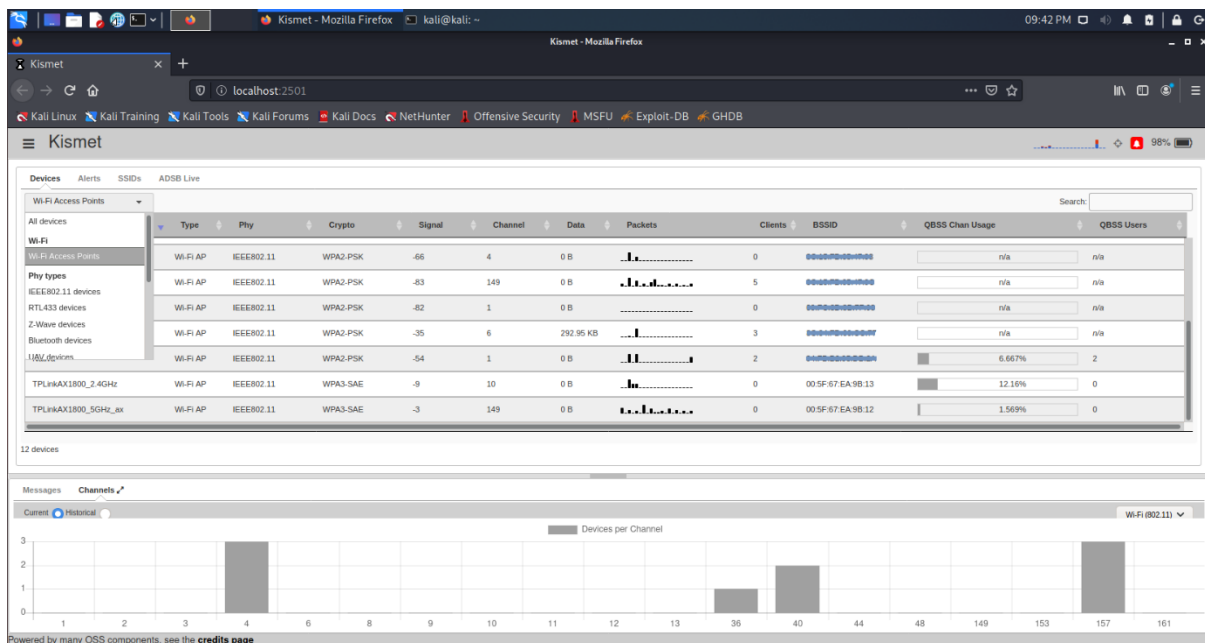 Kismet - Mozilla Firefox kali@kali: ~ 09:42 PM
Kismet - Mozilla Firefox
Kismet
localhost:2501
Kali Linux Kali Training Kali Tools Kali Forums Kali Docs NetHunter Offensive Security MSFU Exploit-DB GHDB
Kismet 98%
Devices Alerts SSIDs ADSB Live
Wi-Fi Access Points Search:
All devices
Wi-Fi
Wi-Fi Access Points
Phy types
IEEE802.11 devices
RTL433 devices
Z-Wave devices
Bluetooth devices
UAV devices
Type Phy Crypto Signal Channel Data Packets Clients BSSID QBSS Chan Usage QBSS Users
Wi-Fi AP IEEE802.11 WPA2-PSK -66 4 0 B 0 n/a n/a
Wi-Fi AP IEEE802.11 WPA2-PSK -83 149 0 B 5 n/a n/a
Wi-Fi AP IEEE802.11 WPA2-PSK -82 1 0 B 0 n/a n/a
Wi-Fi AP IEEE802.11 WPA2-PSK -35 6 292.95 KB 3 n/a n/a
Wi-Fi AP IEEE802.11 WPA2-PSK -54 1 0 B 2 6.667% 2
TPLinkAX1800_2.4GHz Wi-Fi AP IEEE802.11 WPA3-SAE -9 10 0 B 0 00:5F:67:EA:9B:13 12.16% 0
TPLinkAX1800_5GHz_ax Wi-Fi AP IEEE802.11 WPA3-SAE -3 149 0 B 0 00:5F:67:EA:9B:12 1.569% 0
12 devices
Messages Channels
Current Historical Wi-Fi (802.11)
Devices per Channel
3
2
1
0
1 2 3 4 6 8 9 10 11 12 13 36 40 44 48 149 153 157 161
Powered by many OSS components, see the credits page